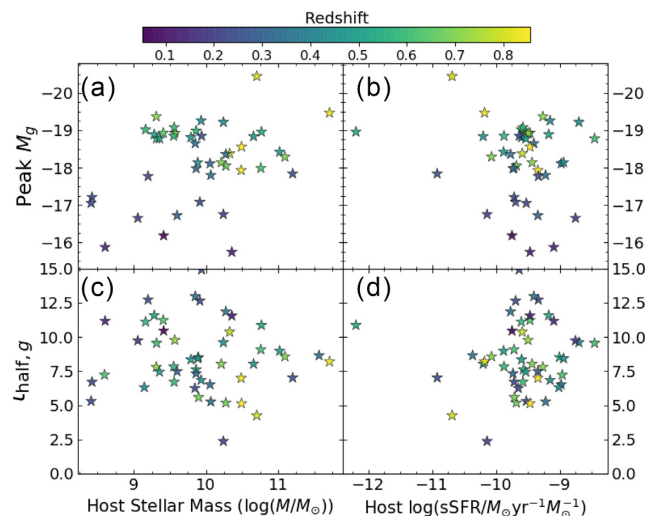 Redshift
0.1 0.2 0.3 0.4 0.5 0.6 0.7 0.8
(a) (b)
Peak M_g
−20 −20
−19 −19
−18 −18
−17 −17
−16 −16
15.0 15.0
(c) (d)
t_half, g
12.5 12.5
10.0 10.0
7.5 7.5
5.0 5.0
2.5 2.5
0.0 0.0
9 10 11 −12 −11 −10 −9
Host Stellar Mass (log(M/M⊙)) Host log(sSFR/M⊙yr⁻¹M⊙⁻¹)